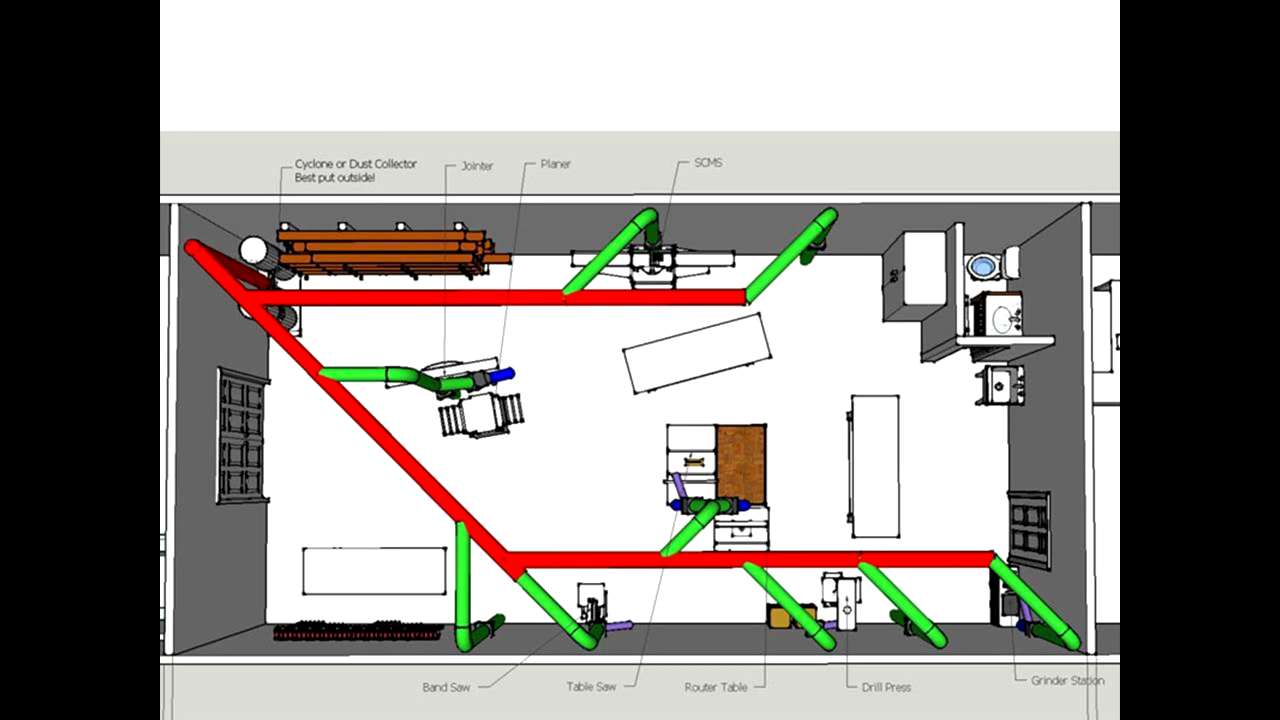 Cyclone or Dust Collector
Best put outside!
Jointer
Planer
SCMS
Band Saw
Table Saw
Router Table
Drill Press
Grinder Station